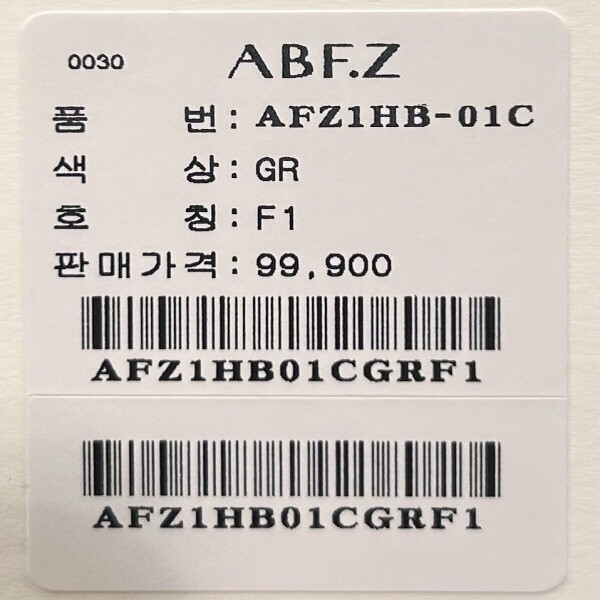 0030 ABF.Z
품 번 : AFZ1HB-01C
색 상 : GR
호 칭 : F1
판매가격 : 99,900
AFZ1HB01CGRF1
AFZ1HB01CGRF1